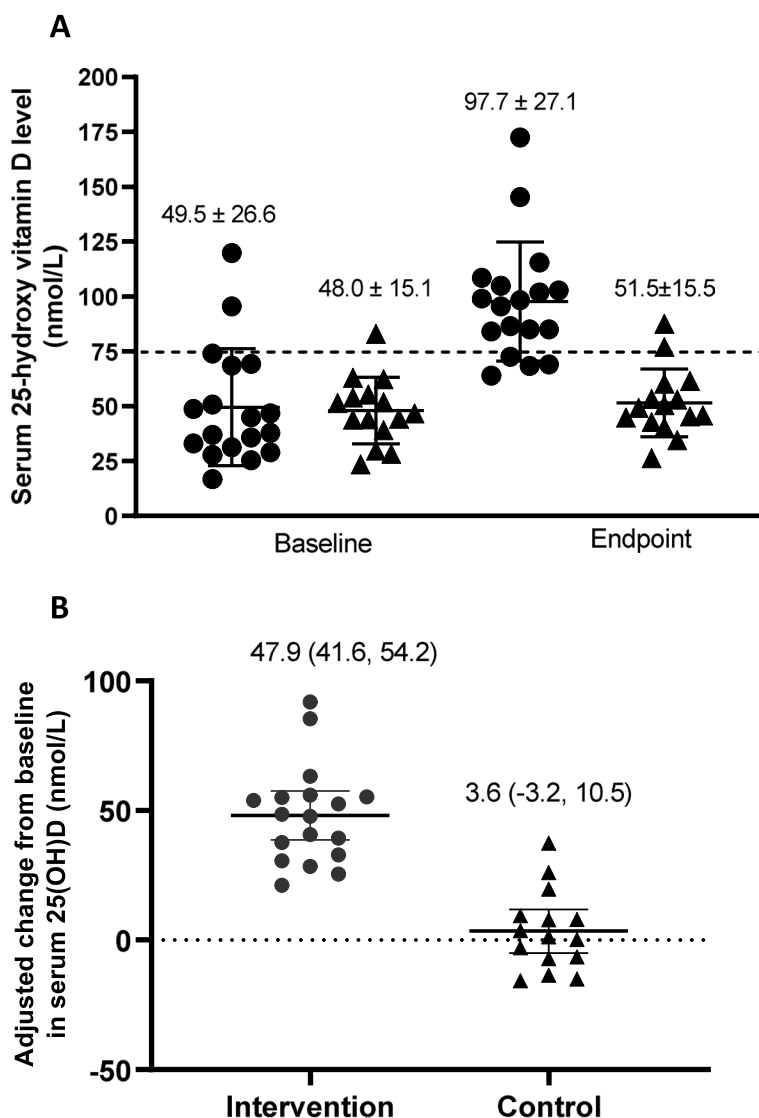 A
Serum 25-hydroxy vitamin D level
(nmol/L)
200
175
150
125
100
75
50
25
0
49.5 ± 26.6
48.0 ± 15.1
97.7 ± 27.1
51.5±15.5
Baseline
Endpoint
B
Adjusted change from baseline
in serum 25(OH)D (nmol/L)
100
50
0
-50
47.9 (41.6, 54.2)
3.6 (-3.2, 10.5)
Intervention
Control